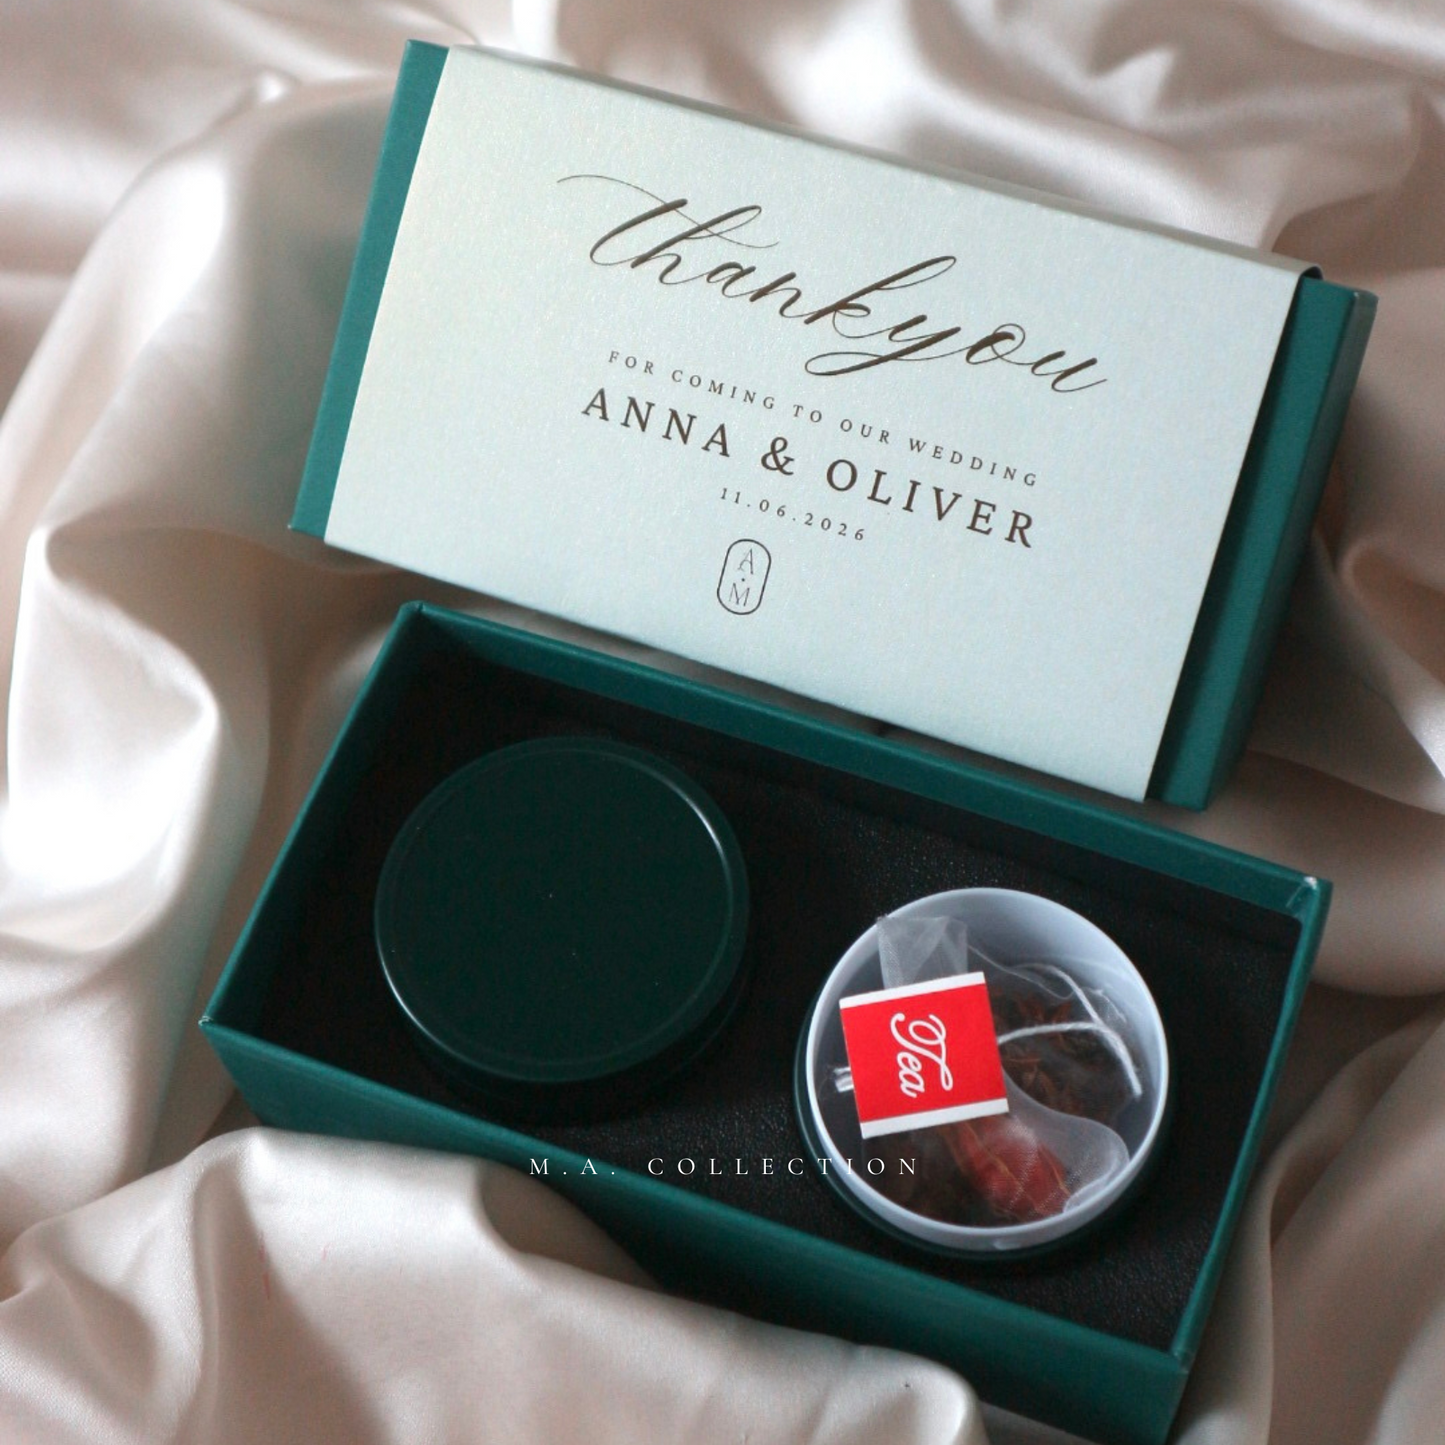 thankyou
FOR COMING TO OUR WEDDING
ANNA & OLIVER
11.06.2026
A
M
Tea
M.A. COLLECTION